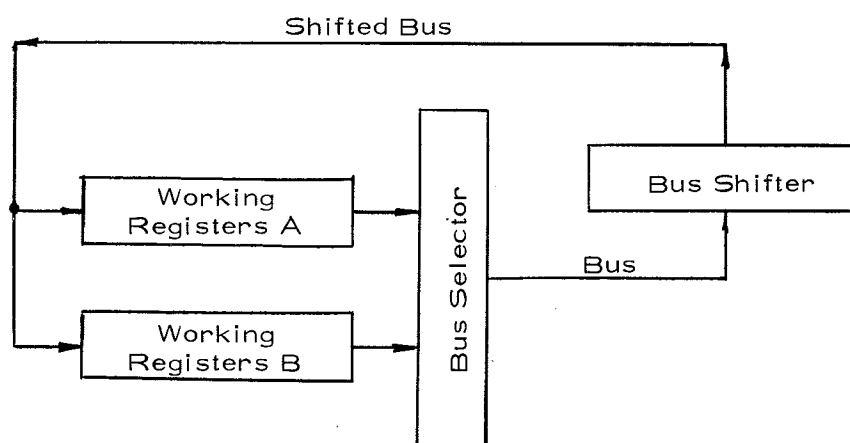 Shifted Bus
Working
Registers A
Bus Selector
Bus Shifter
Bus
Working
Registers B